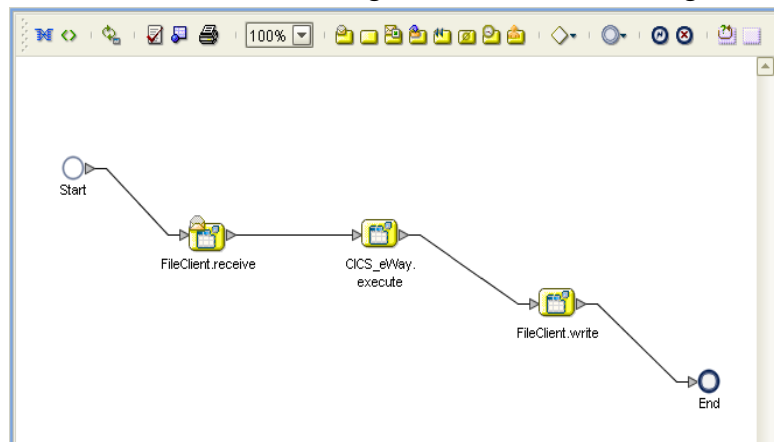 100%
Start
FileClient.receive
CICS_eWay.
execute
FileClient.write
End